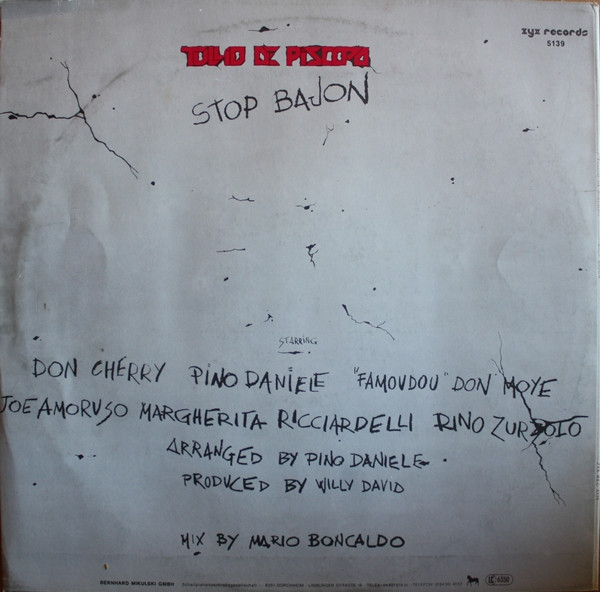 xyx records
5139
TULLIO DE PISCOPO
STOP BAJON
STARRING
DON CHERRY PINO DANIELE "FAMOUDOU" DON MOYE
JOE AMORUSO MARGHERITA RICCIARDELLI RINO ZURZOLO
ARRANGED BY PINO DANIELE
PRODUCED BY WILLY DAVID
MIX BY MARIO BONCALDO
BERNHARD MIKULSKI GMBH